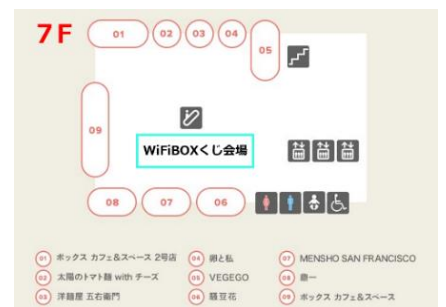 7F
01
02
03
04
05
09
WiFiBOXくじ会場
08
07
06
01 ボックス カフェ&スペース 2号店
04 卵と私
07 MENSHO SAN FRANCISCO
02 太陽のトマト麺 with チーズ
05 VEGEGO
08
03 洋麺屋 五右衛門
06 麺豆花
09 ボックス カフェ&スペース